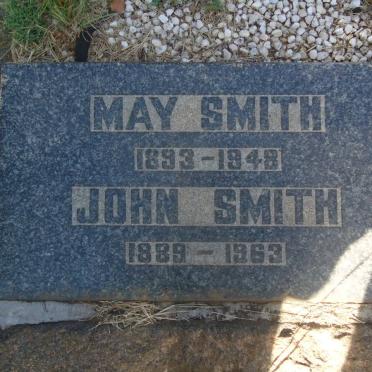 MAY SMITH
1893-1948
JOHN SMITH
1889 - 1963